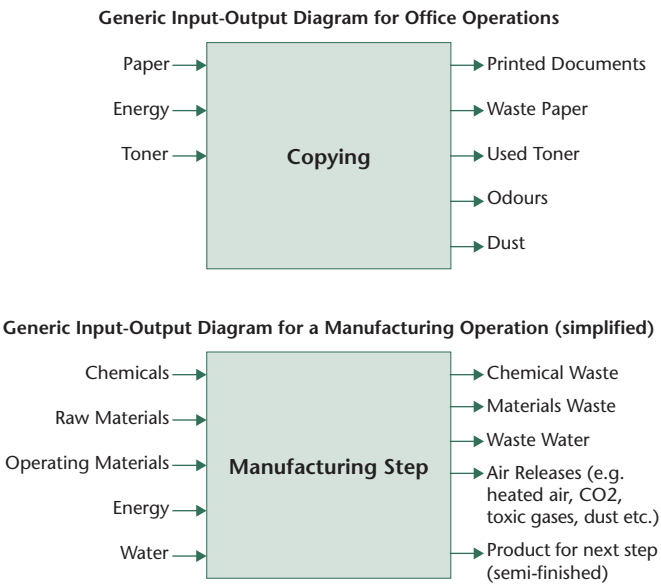 Generic Input-Output Diagram for Office Operations
Paper
Energy
Toner
Copying
Printed Documents
Waste Paper
Used Toner
Odours
Dust
Generic Input-Output Diagram for a Manufacturing Operation (simplified)
Chemicals
Raw Materials
Operating Materials
Energy
Water
Manufacturing Step
Chemical Waste
Materials Waste
Waste Water
Air Releases (e.g.
heated air, CO2,
toxic gases, dust etc.)
Product for next step
(semi-finished)